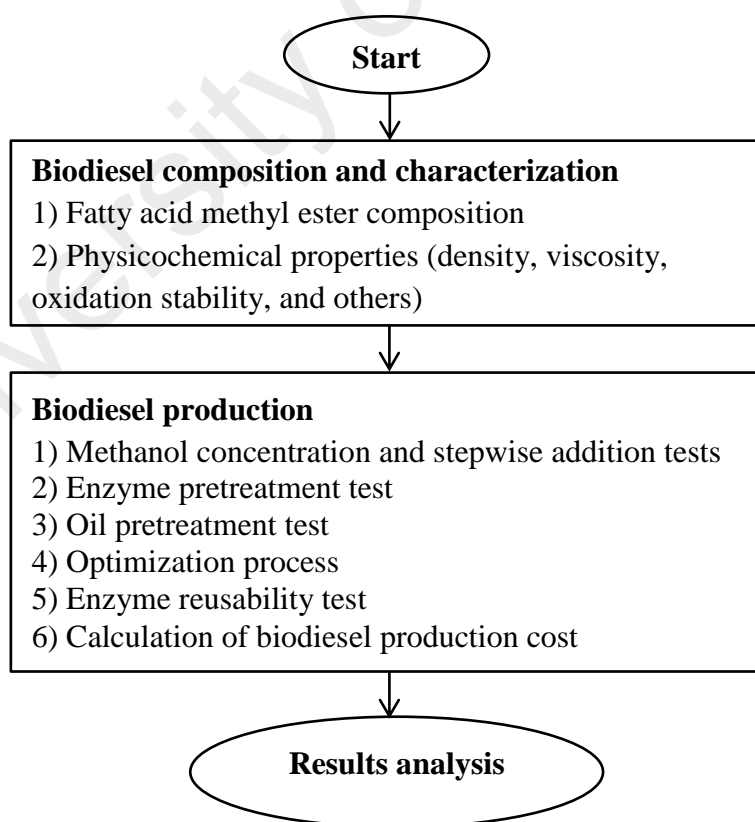 Start
Biodiesel composition and characterization
1) Fatty acid methyl ester composition
2) Physicochemical properties (density, viscosity,
oxidation stability, and others)
Biodiesel production
1) Methanol concentration and stepwise addition tests
2) Enzyme pretreatment test
3) Oil pretreatment test
4) Optimization process
5) Enzyme reusability test
6) Calculation of biodiesel production cost
Results analysis